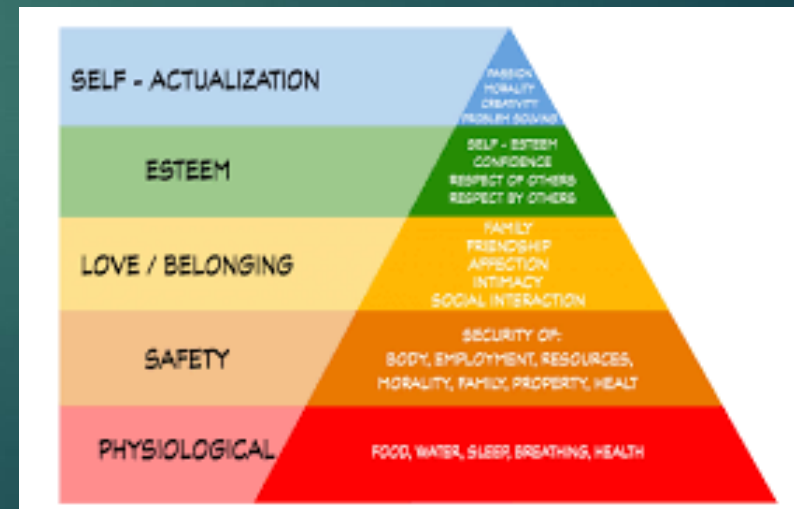 SELF - ACTUALIZATION
PASSION
MORALITY
CREATIVITY
PROBLEM SOLVING
ESTEEM
SELF - ESTEEM
CONFIDENCE
RESPECT OF OTHERS
RESPECT BY OTHERS
LOVE / BELONGING
FAMILY
FRIENDSHIP
AFFECTION
INTIMACY
SOCIAL INTERACTION
SAFETY
SECURITY OF:
BODY, EMPLOYMENT, RESOURCES,
MORALITY, FAMILY, PROPERTY, HEALT
PHYSIOLOGICAL
FOOD, WATER, SLEEP, BREATHING, HEALTH